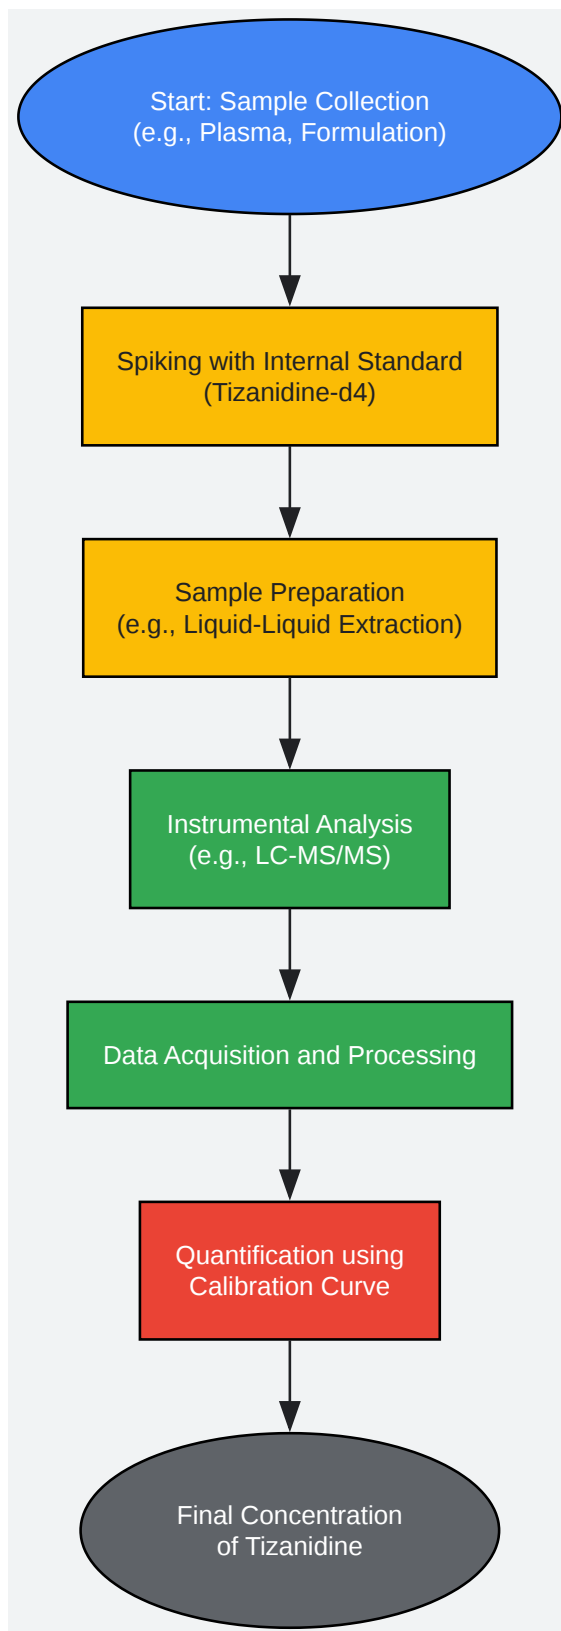 Start: Sample Collection
(e.g., Plasma, Formulation)
Spiking with Internal Standard
(Tizanidine-d4)
Sample Preparation
(e.g., Liquid-Liquid Extraction)
Instrumental Analysis
(e.g., LC-MS/MS)
Data Acquisition and Processing
Quantification using
Calibration Curve
Final Concentration
of Tizanidine